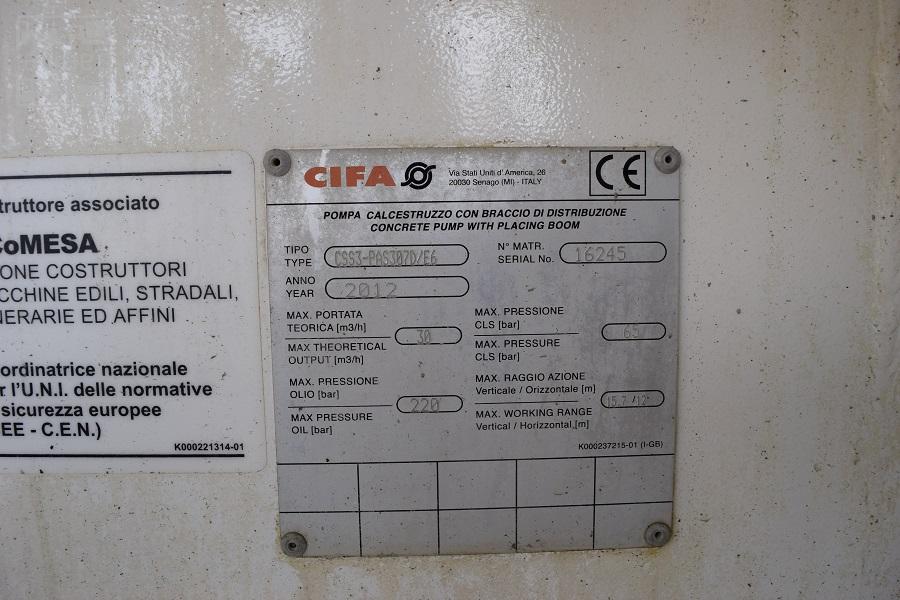 truttore associato
CoMESA
IONE COSTRUTTORI
CCHINE EDILI, STRADALI,
NERARIE ED AFFINI
ordinatrice nazionale
r l'U.N.I. delle normative
sicurezza europee
EE - C.E.N.)
K000221314-01
CIFA
Via Stati Uniti d'America, 26
20030 Senago (MI) - ITALY
CE
POMPA CALCESTRUZZO CON BRACCIO DI DISTRIBUZIONE
CONCRETE PUMP WITH PLACING BOOM
TIPO
TYPE
CSS3-PAS307D/E6
N° MATR.
SERIAL No.
16245
ANNO
YEAR
2012
MAX. PORTATA
TEORICA [m3/h]
MAX THEORETICAL
OUTPUT [m3/h]
30
MAX. PRESSIONE
CLS [bar]
MAX. PRESSURE
CLS [bar]
65
MAX. PRESSIONE
OLIO [bar]
MAX PRESSURE
OIL [bar]
220
MAX. RAGGIO AZIONE
Verticale / Orizzontale [m]
MAX. WORKING RANGE
Vertical / Horizzontal [m]
15.7 /12
K000237215-01 (I-GB)